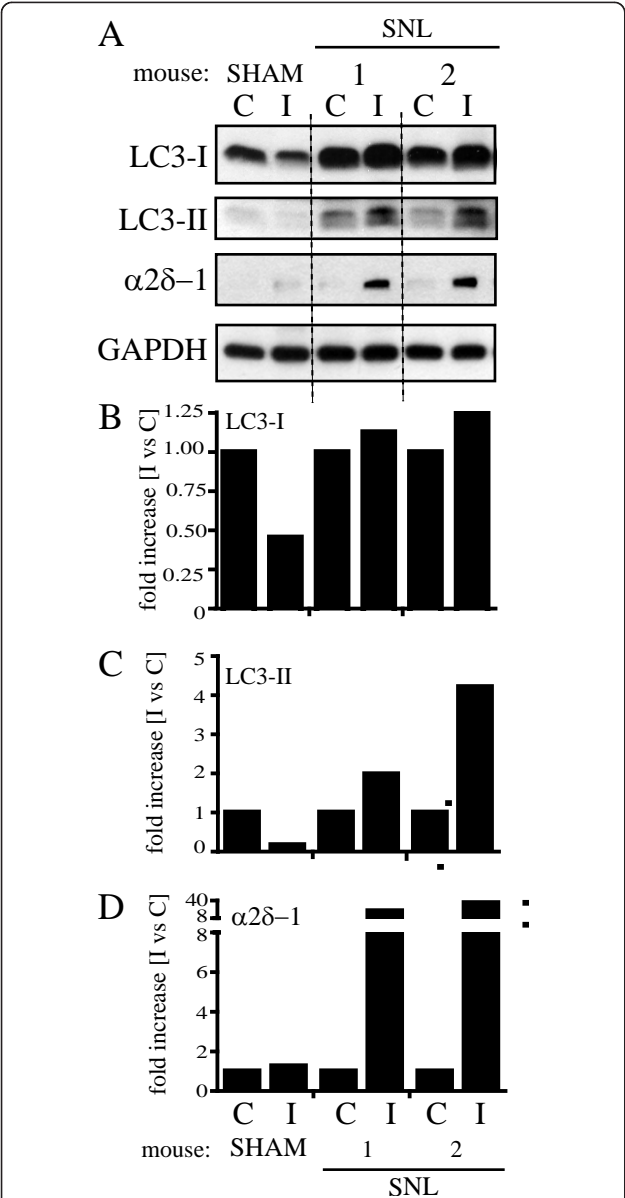 A
SNL
mouse: SHAM 1 2
C I C I C I
LC3-I
LC3-II
α2δ−1
GAPDH
B
fold increase [I vs C]
LC3-I
1.25
1.00
0.75
0.50
0.25
0
C
fold increase [I vs C]
LC3-II
5
4
3
2
1
0
D
fold increase [I vs C]
α2δ−1
40
8
8
6
4
2
0
C I C I C I
mouse: SHAM 1 2
SNL